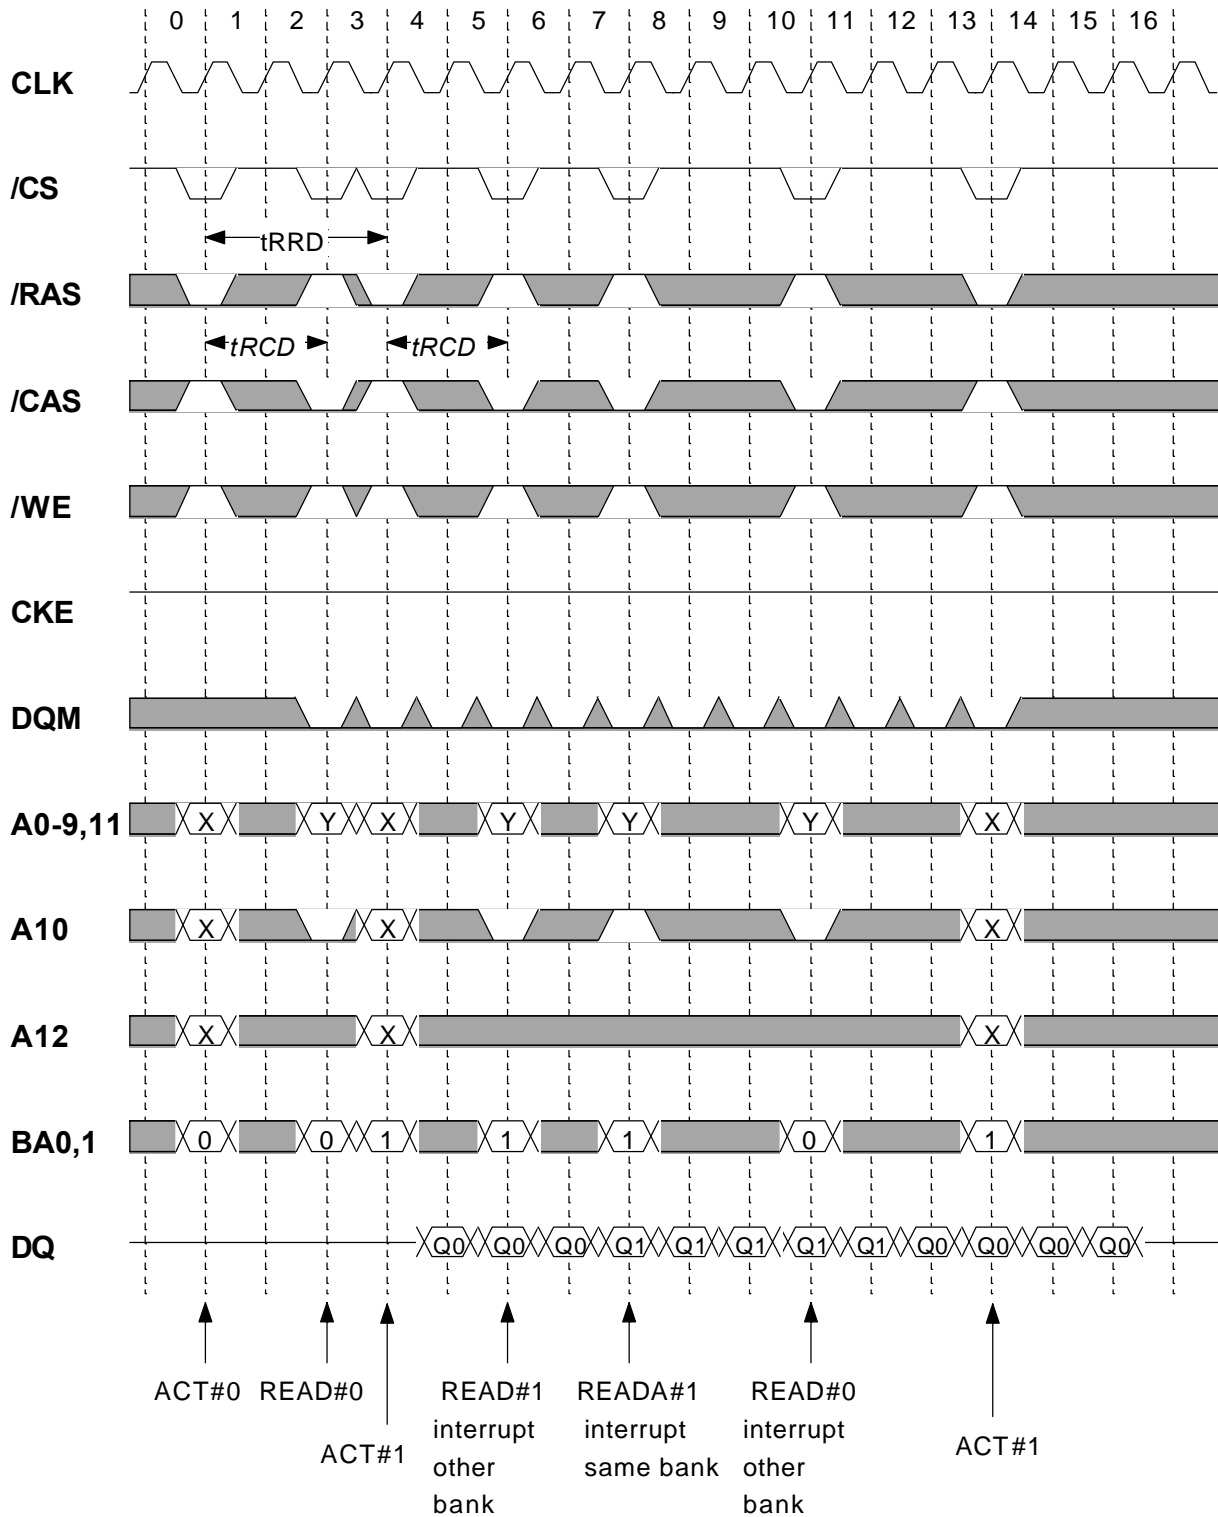 0 1 2 3 4 5 6 7 8 9 10 11 12 13 14 15 16
CLK
/CS
tRRD
/RAS
tRCD tRCD
/CAS
/WE
CKE
DQM
A0-9,11 X Y X Y Y Y X
A10 X X X
A12 X X X
BA0,1 0 0 1 1 1 0 1
DQ Q0 Q0 Q0 Q1 Q1 Q1 Q1 Q1 Q0 Q0 Q0 Q0
ACT#0 READ#0 READ#1 READA#1 READ#0
interrupt interrupt interrupt
ACT#1 ACT#1
other same bank other
bank bank